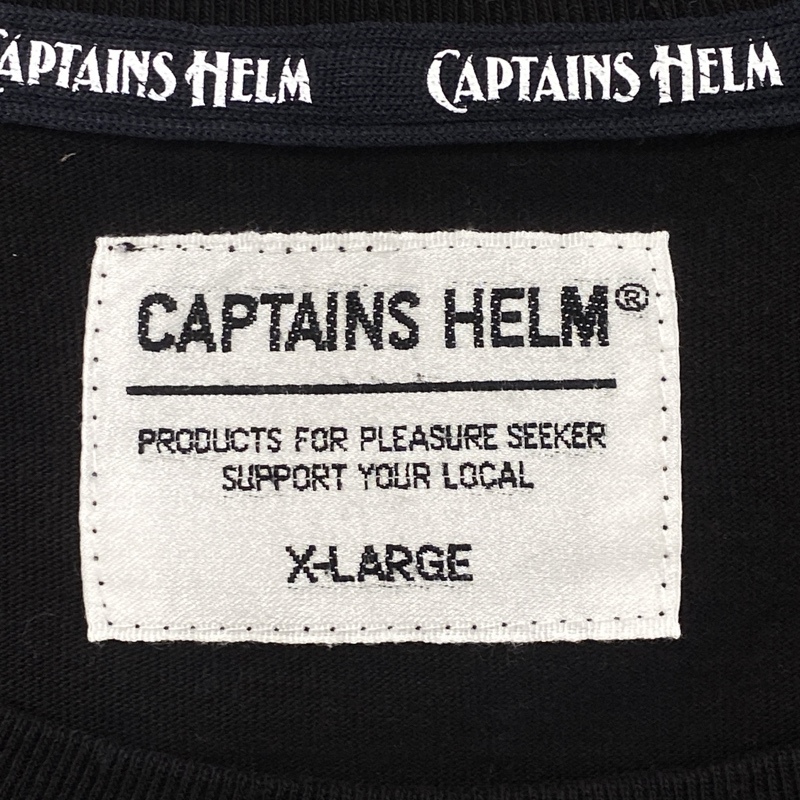 CAPTAINS HELM CAPTAINS HELM
CAPTAINS HELM®
PRODUCTS FOR PLEASURE SEEKER
SUPPORT YOUR LOCAL
X-LARGE